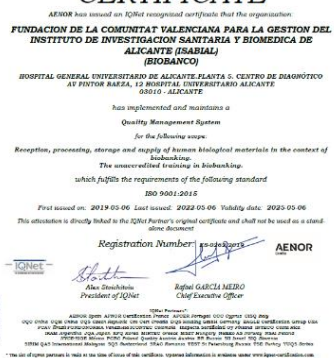 CERTIFICATE
AENOR has issued an IQNet recognized certificate that the organization:
FUNDACION DE LA COMUNITAT VALENCIANA PARA LA GESTION DEL
INSTITUTO DE INVESTIGACION SANITARIA Y BIOMEDICA DE
ALICANTE (ISABIAL)
(BIOBANCO)
HOSPITAL GENERAL UNIVERSITARIO DE ALICANTE.PLANTA 5. CENTRO DE DIAGNÓTICO
AV PINTOR BAEZA, 12 HOSPITAL UNIVERSITARIO ALICANTE
03010 - ALICANTE
has implemented and maintains a
Quality Management System
for the following scope:
Reception, processing, storage and supply of human biological materials in the context of
biobanking.
The unaccredited training in biobanking.
which fulfills the requirements of the following standard
ISO 9001:2015
First issued on: 2019-05-06 Last issued: 2022-05-06 Validity date: 2025-05-06
This attestation is directly linked to the IQNet Partner's original certificate and shall not be used as a stand-
alone document
Registration Number:
AENOR
IQNet
Alex Stoichitoiu
President of IQNet
Rafael GARCÍA MEIRO
Chief Executive Officer
IQNet Partners*: